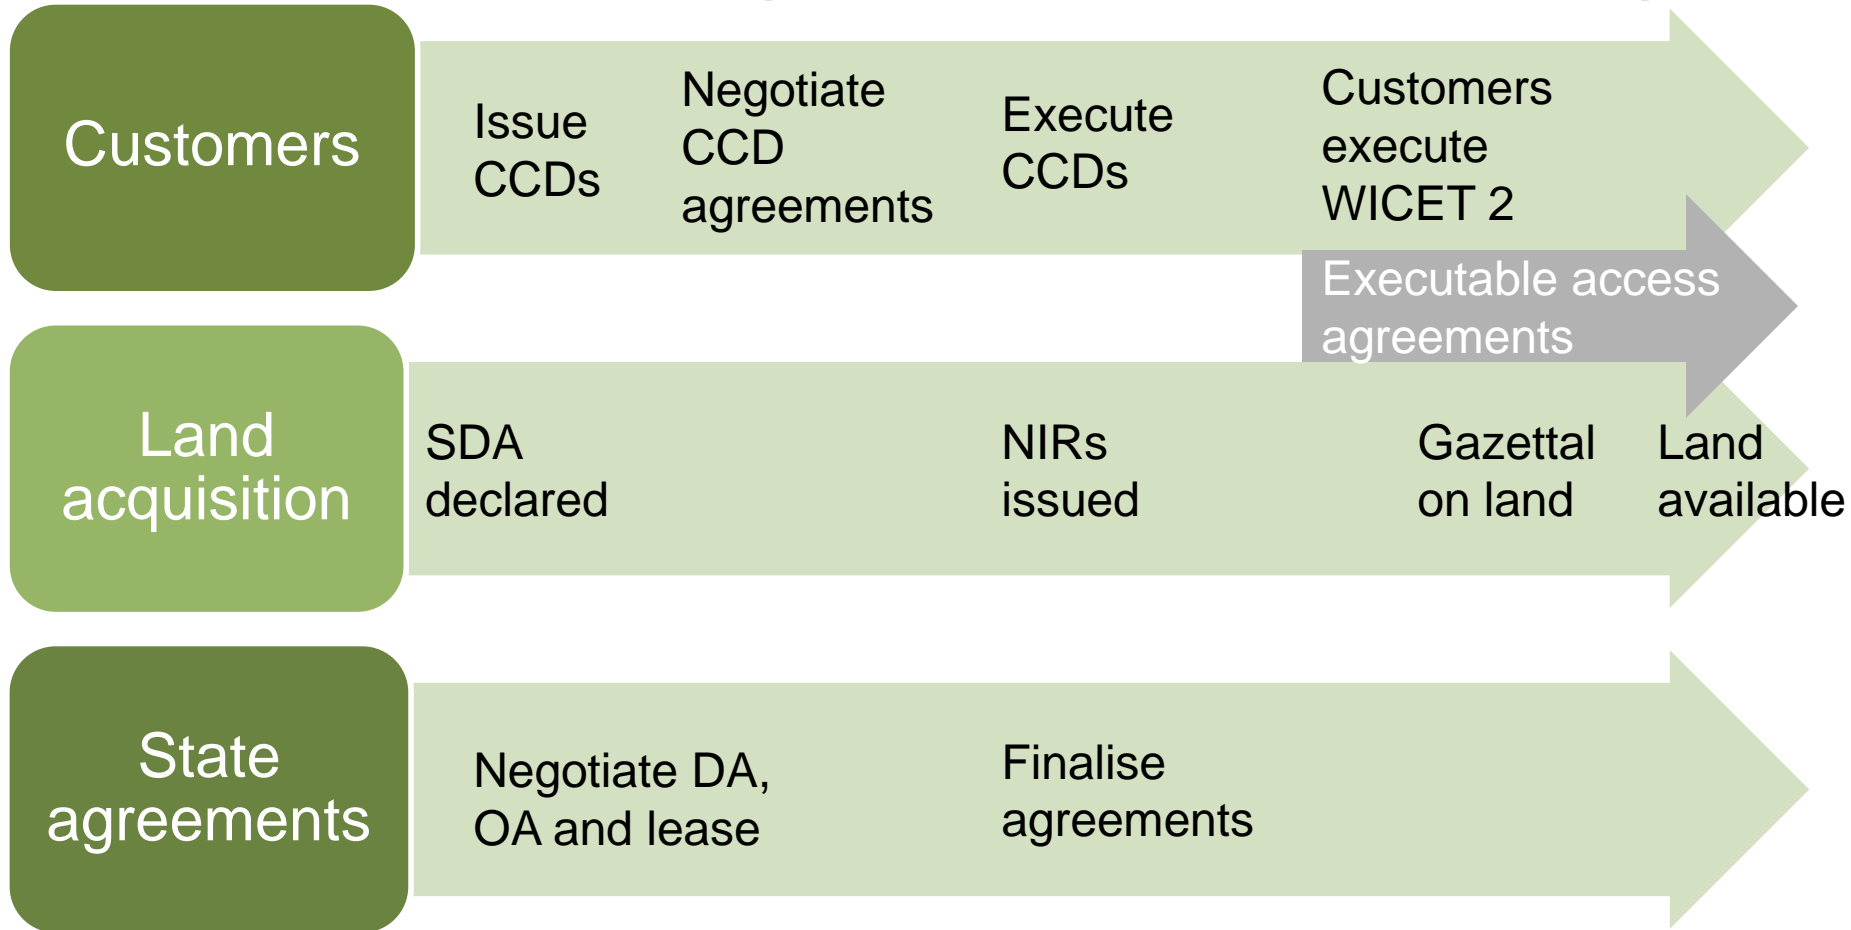 Customers
Issue
CCDs
Negotiate
CCD
agreements
Execute
CCDs
Customers
execute
WICET 2
Executable access
agreements
Land
acquisition
SDA
declared
NIRs
issued
Gazettal
on land
Land
available
State
agreements
Negotiate DA,
OA and lease
Finalise
agreements